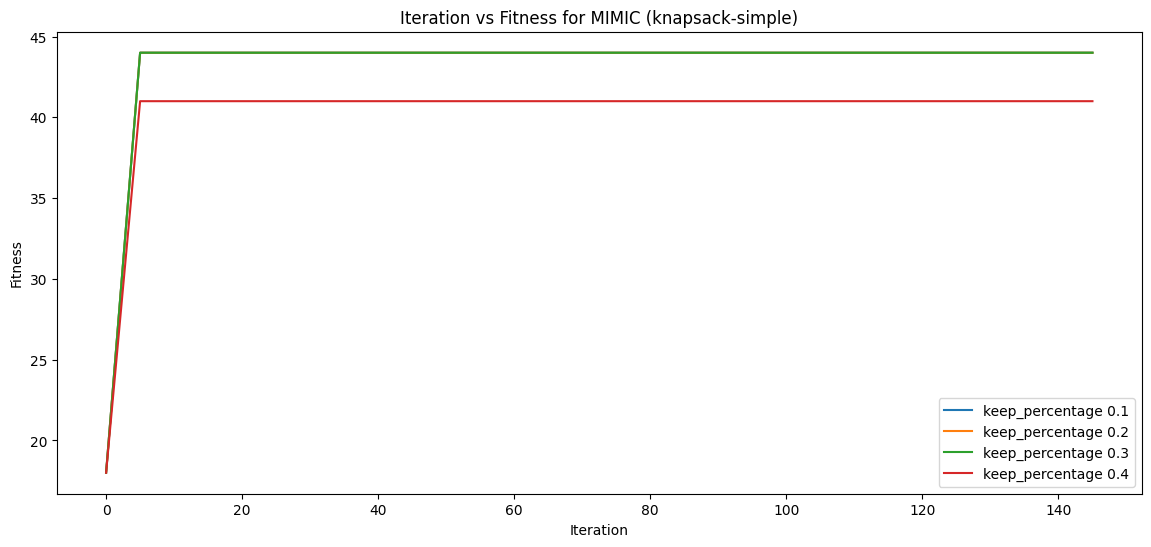 Iteration vs Fitness for MIMIC (knapsack-simple)
45
40
35
30
25
20
Fitness
0 20 40 60 80 100 120 140
Iteration
keep_percentage 0.1
keep_percentage 0.2
keep_percentage 0.3
keep_percentage 0.4